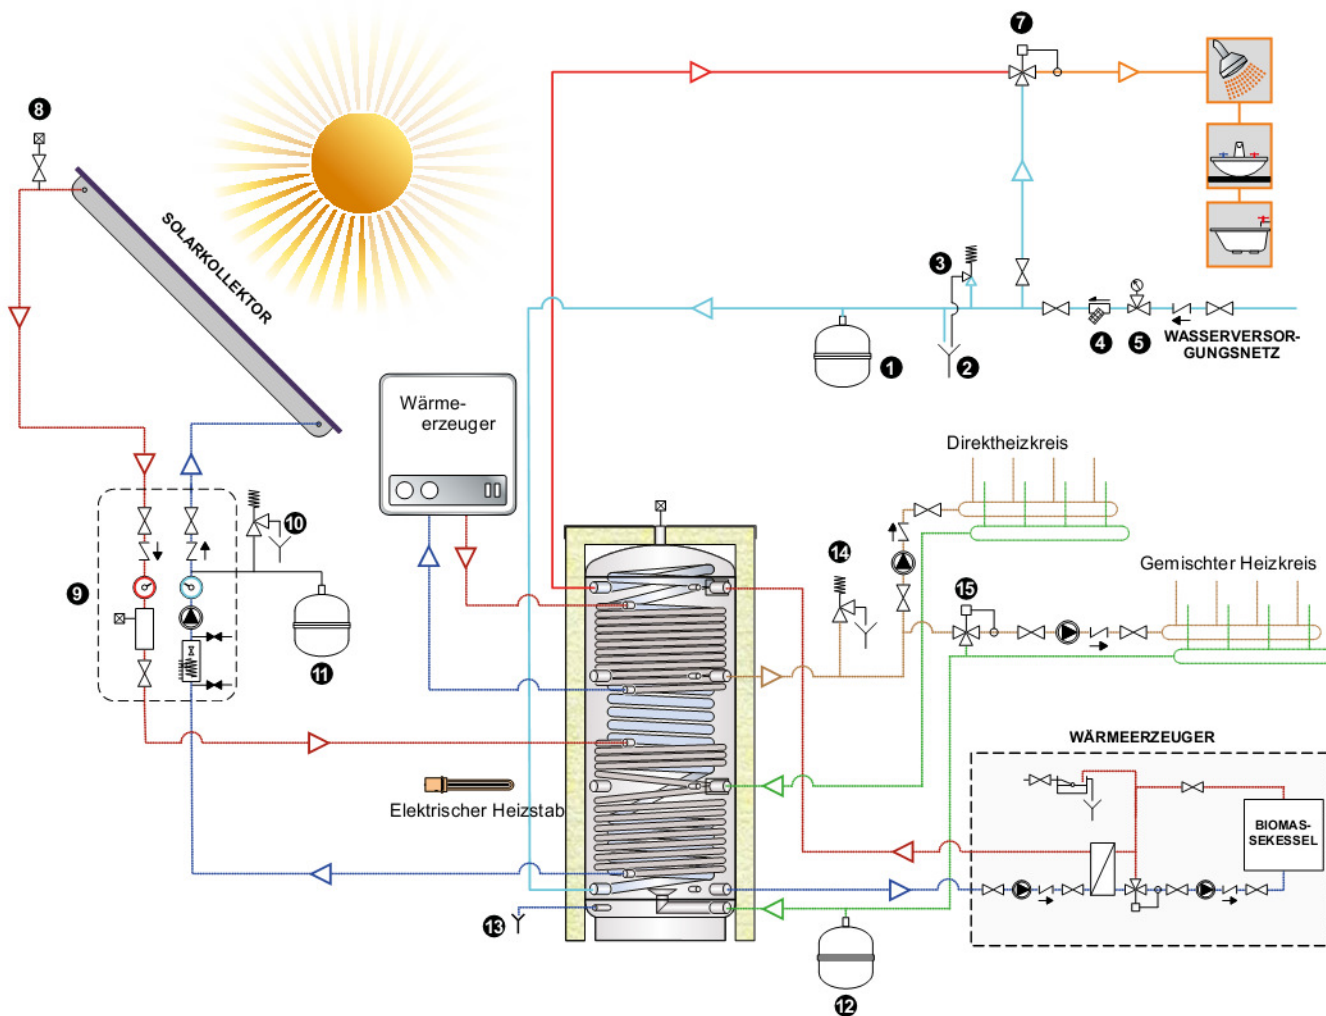 7
8
SOLARKOLLEKTOR
3
4
5
WASSERVERSOR-
GUNGSNETZ
1
2
Wärme-
erzeuger
Direktheizkreis
10
14
Gemischter Heizkreis
15
9
11
WÄRMEERZEUGER
Elektrischer Heizstab
BIOMAS-
SEKESSEL
13
12